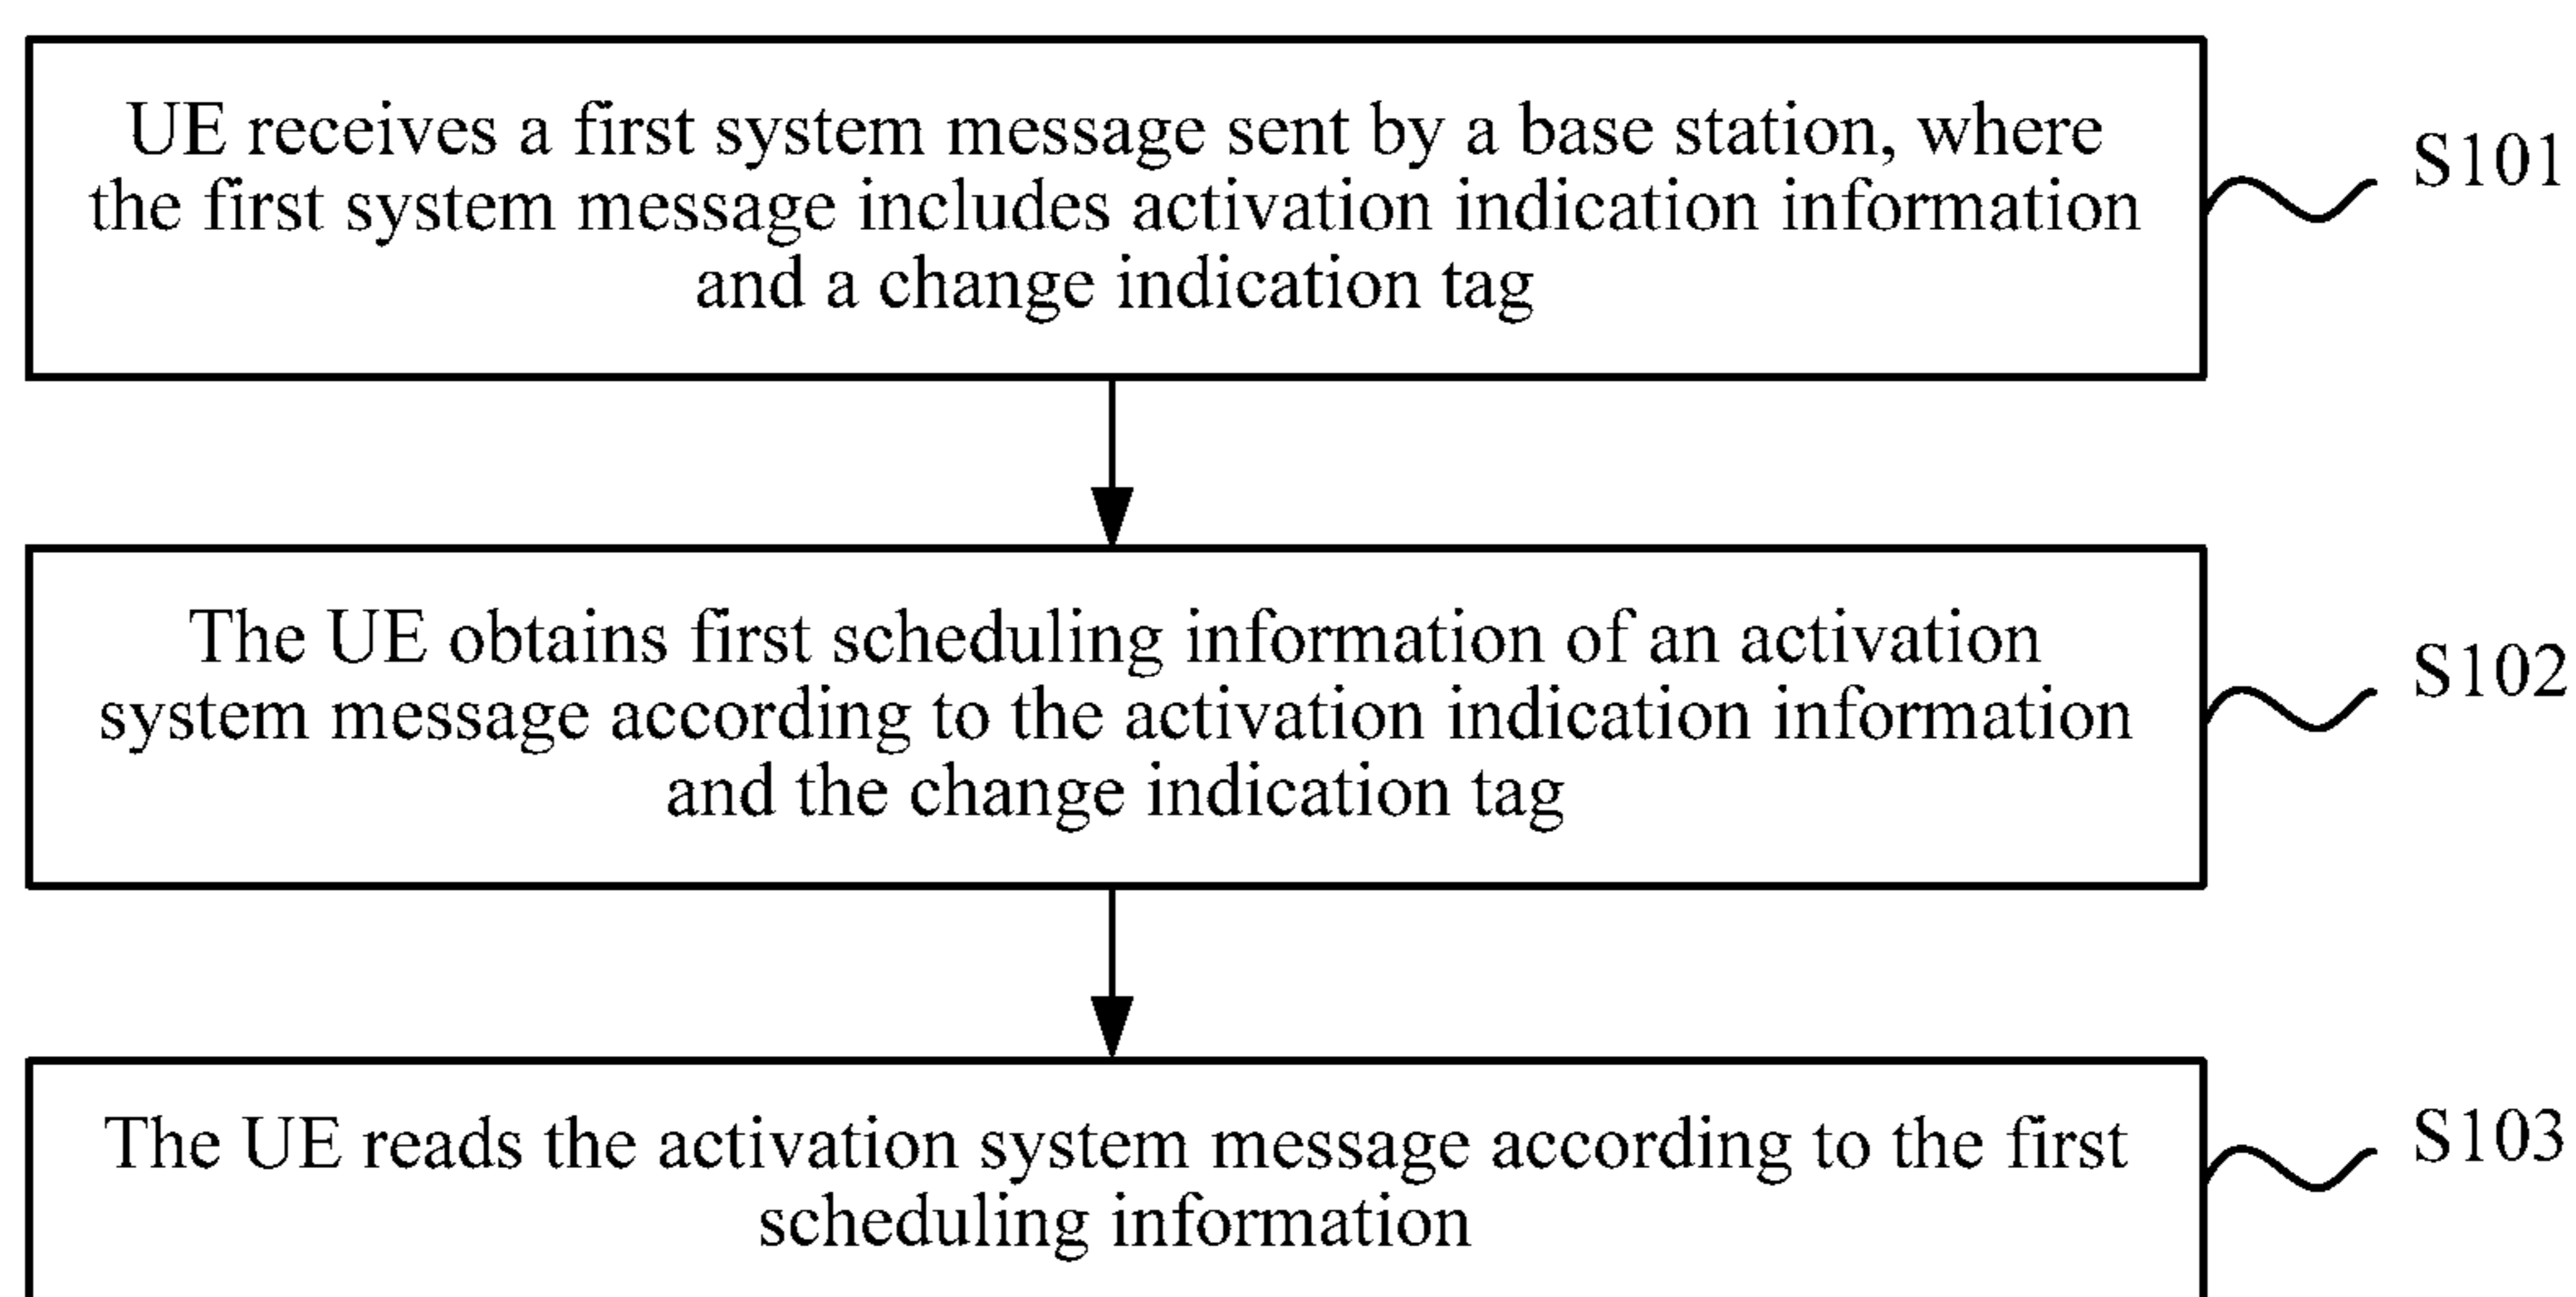 UE receives a first system message sent by a base station, where
the first system message includes activation indication information
and a change indication tag
S101
The UE obtains first scheduling information of an activation
system message according to the activation indication information
and the change indication tag
S102
The UE reads the activation system message according to the first
scheduling information
S103